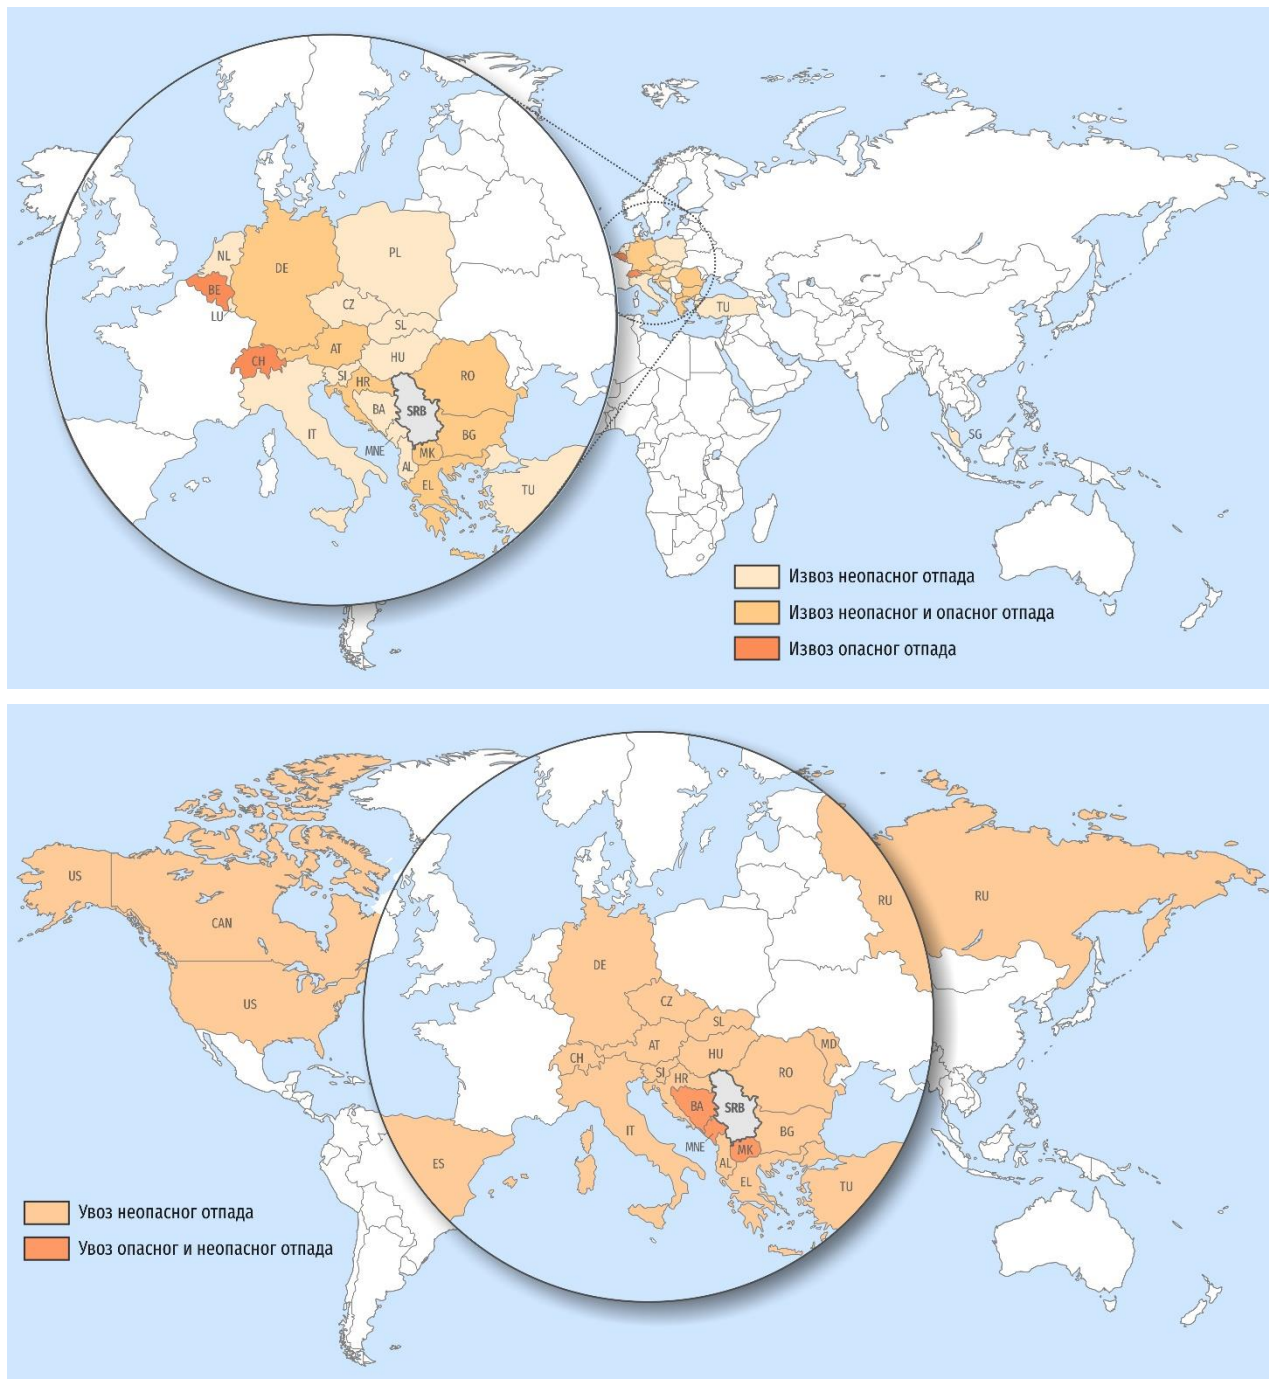 NL
DE
PL
BE
LU
CZ
SL
CH
AT
HU
SI
HR
RO
BA
SRB
IT
BG
MNE
MK
AL
EL
TU
TU
SG
Извоз неопасног отпада
Извоз неопасног и опасног отпада
Извоз опасног отпада
US
CAN
US
RU
RU
DE
CZ
SL
MD
AT
CH
HU
RO
SI
HR
BA
SRB
IT
BG
MNE
MK
AL
ES
EL
TU
Увоз неопасног отпада
Увоз опасног и неопасног отпада